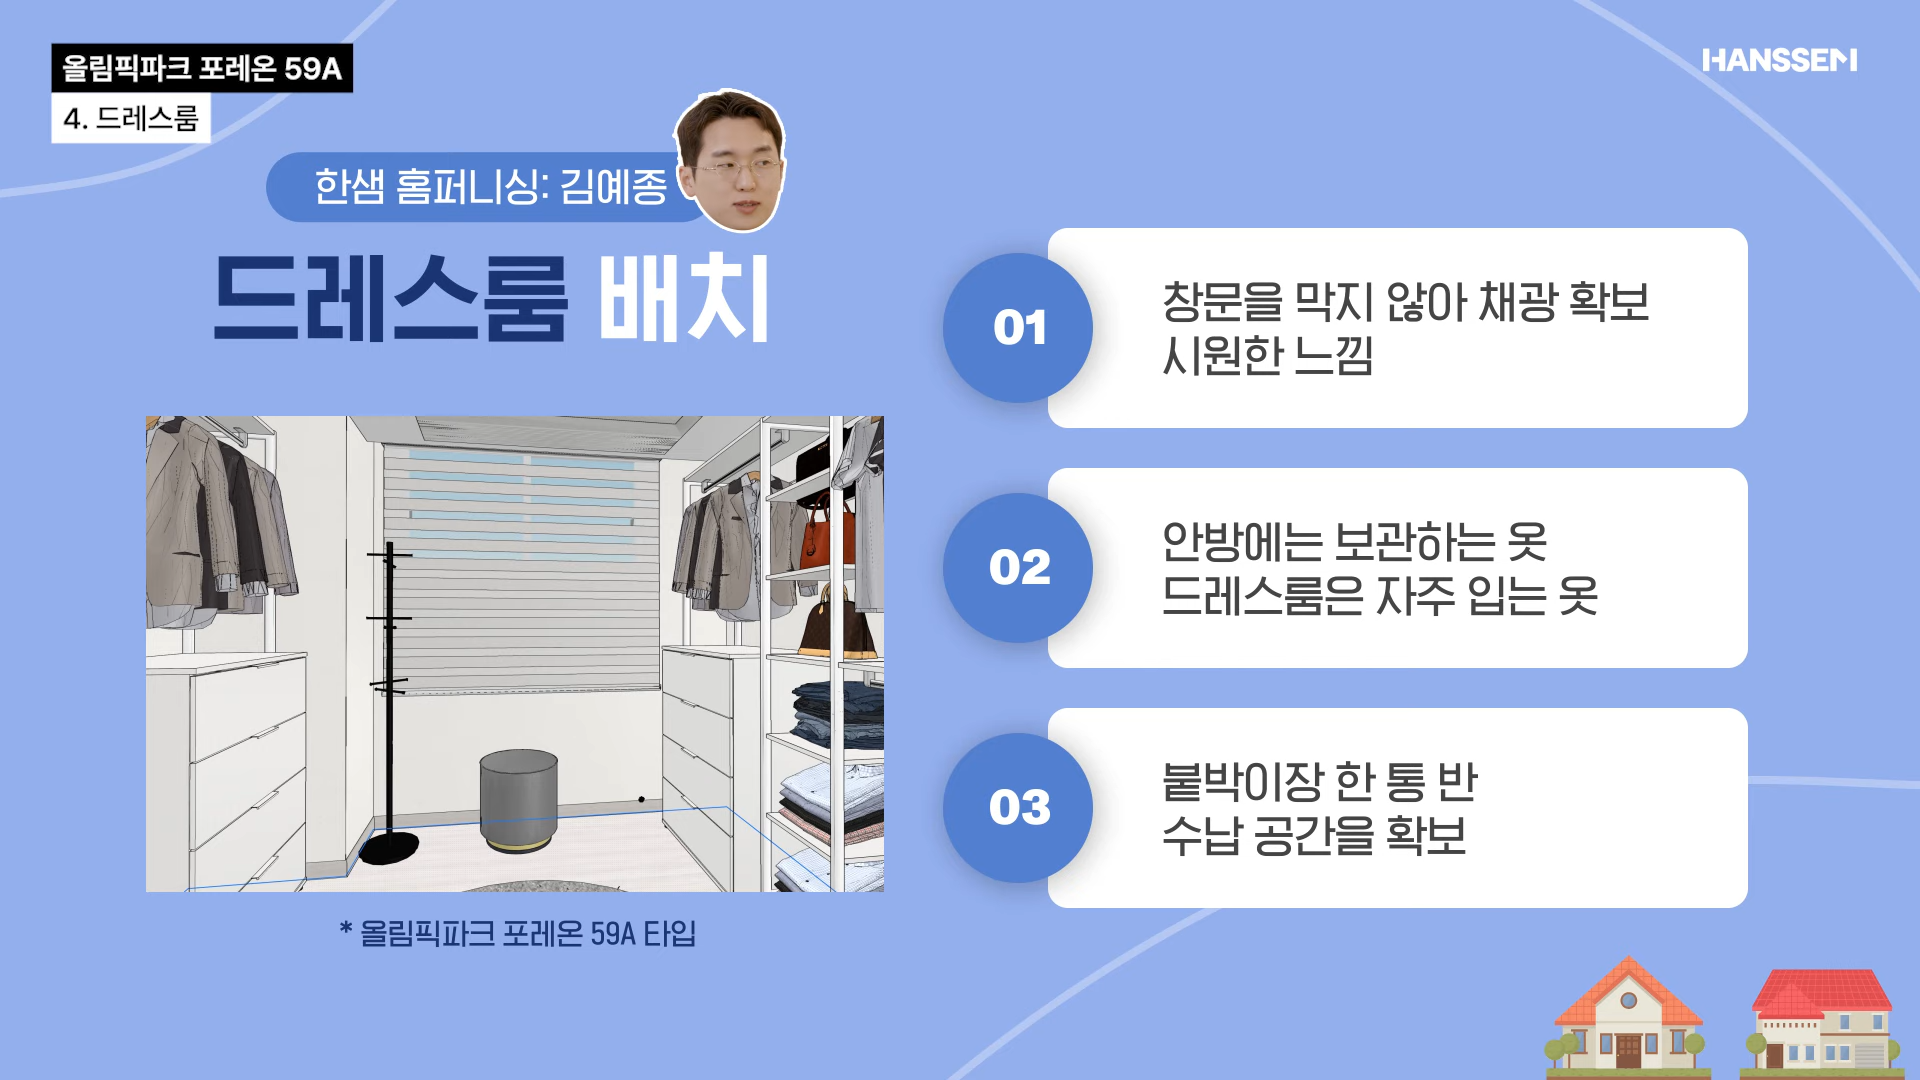 올림픽파크 포레온 59A
4. 드레스룸
HANSSEM
한샘 홈퍼니싱: 김예종
드레스룸 배치
* 올림픽파크 포레온 59A 타입
01
창문을 막지 않아 채광 확보
시원한 느낌
02
안방에는 보관하는 옷
드레스룸은 자주 입는 옷
03
붙박이장 한 통 반
수납 공간을 확보